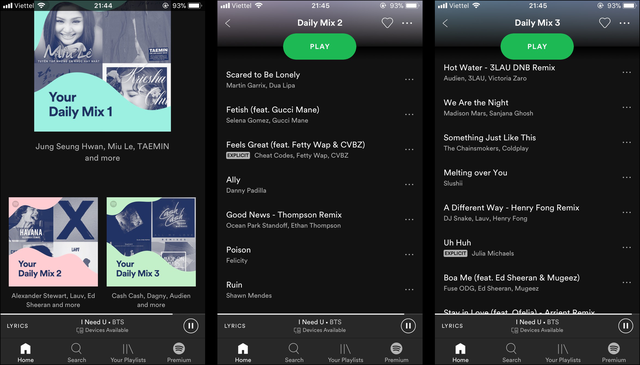 Viettel 21:44 93%
Miu Lê
TAEMIN
Kriesha
Chu
Your
Daily Mix 1
Jung Seung Hwan, Miu Lê, TAEMIN
and more
HAVANA
X
LAUV
Your
Daily Mix 2
Cash Cash
Your
Daily Mix 3
Alexander Stewart, Lauv, Ed
Sheeran and more
Cash Cash, Dagny, Audien
and more
LYRICS
I Need U • BTS
Devices Available
Home
Search
Your Playlists
Premium
Viettel 21:45 93%
Daily Mix 2
PLAY
Scared to Be Lonely
Martin Garrix, Dua Lipa
Fetish (feat. Gucci Mane)
Selena Gomez, Gucci Mane
Feels Great (feat. Fetty Wap & CVBZ)
EXPLICIT Cheat Codes, Fetty Wap, CVBZ
Ally
Danny Padilla
Good News - Thompson Remix
Ocean Park Standoff, Ethan Thompson
Poison
Felicity
Ruin
Shawn Mendes
LYRICS
I Need U • BTS
Devices Available
Home
Search
Your Playlists
Premium
Viettel 21:45 93%
Daily Mix 3
PLAY
Hot Water - 3LAU DNB Remix
Audien, 3LAU, Victoria Zaro
We Are the Night
Madison Mars, Sanjana Ghosh
Something Just Like This
The Chainsmokers, Coldplay
Melting over You
Slushii
A Different Way - Henry Fong Remix
DJ Snake, Lauv, Henry Fong
Uh Huh
EXPLICIT Julia Michaels
Boa Me (feat. Ed Sheeran & Mugeez)
Fuse ODG, Ed Sheeran, Mugeez
Stay in Love (feat. Ofelia) - Arrient Remix
LYRICS
I Need U • BTS
Devices Available
Home
Search
Your Playlists
Premium